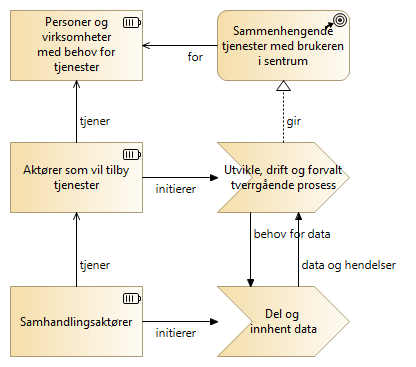 Personer og
virksomheter
med behov for
tjenester
Sammenhengende
tjenester med brukeren
i sentrum
for
tjener
gir
Aktører som vil tilby
tjenester
initierer
Utvikle, drift og forvalt
tverrgående prosess
behov for data
tjener
data og hendelser
Samhandlingsaktører
initierer
Del og
innhent data